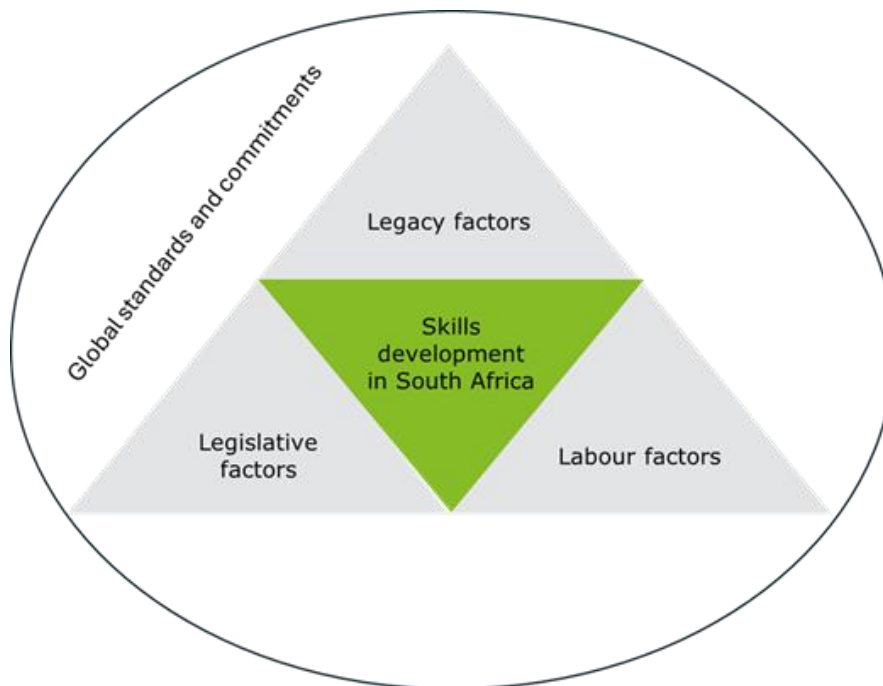 Global standards and commitments
Legacy factors
Skills
development
in South Africa
Legislative
factors
Labour factors